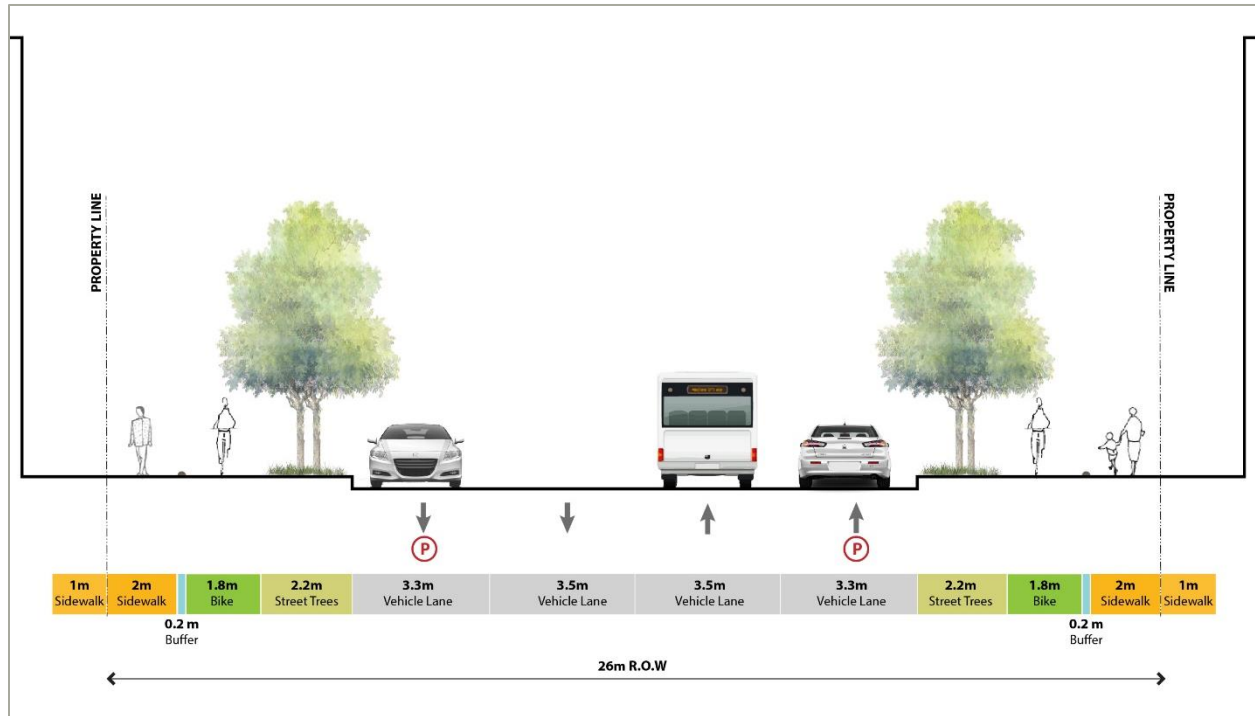 PROPERTY LINE
PROPERTY LINE
P
P
1m
Sidewalk
2m
Sidewalk
0.2 m
Buffer
1.8m
Bike
2.2m
Street Trees
3.3m
Vehicle Lane
3.5m
Vehicle Lane
3.5m
Vehicle Lane
3.3m
Vehicle Lane
2.2m
Street Trees
1.8m
Bike
0.2 m
Buffer
2m
Sidewalk
1m
Sidewalk
26m R.O.W